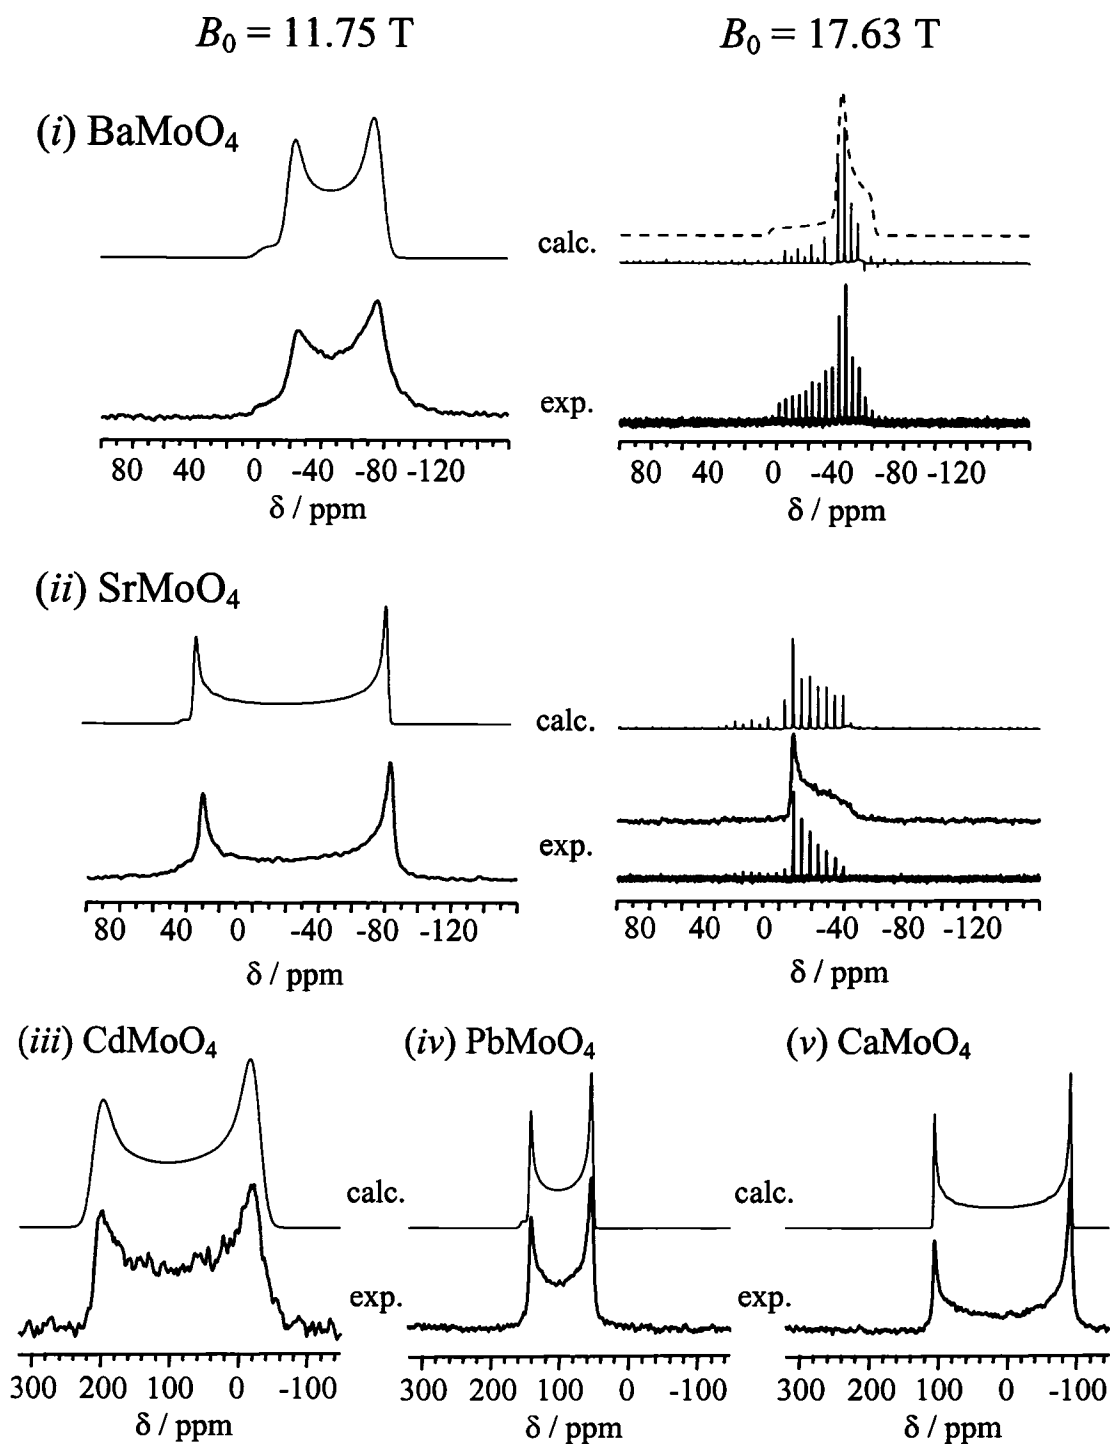 B₀ = 11.75 T
B₀ = 17.63 T
(i) BaMoO₄
calc.
exp.
80 40 0 -40 -80 -120
δ / ppm
80 40 0 -40 -80 -120
δ / ppm
(ii) SrMoO₄
calc.
exp.
80 40 0 -40 -80 -120
δ / ppm
80 40 0 -40 -80 -120
δ / ppm
(iii) CdMoO₄
(iv) PbMoO₄
(v) CaMoO₄
calc.
calc.
exp.
exp.
300 200 100 0 -100
δ / ppm
300 200 100 0 -100
δ / ppm
300 200 100 0 -100
δ / ppm